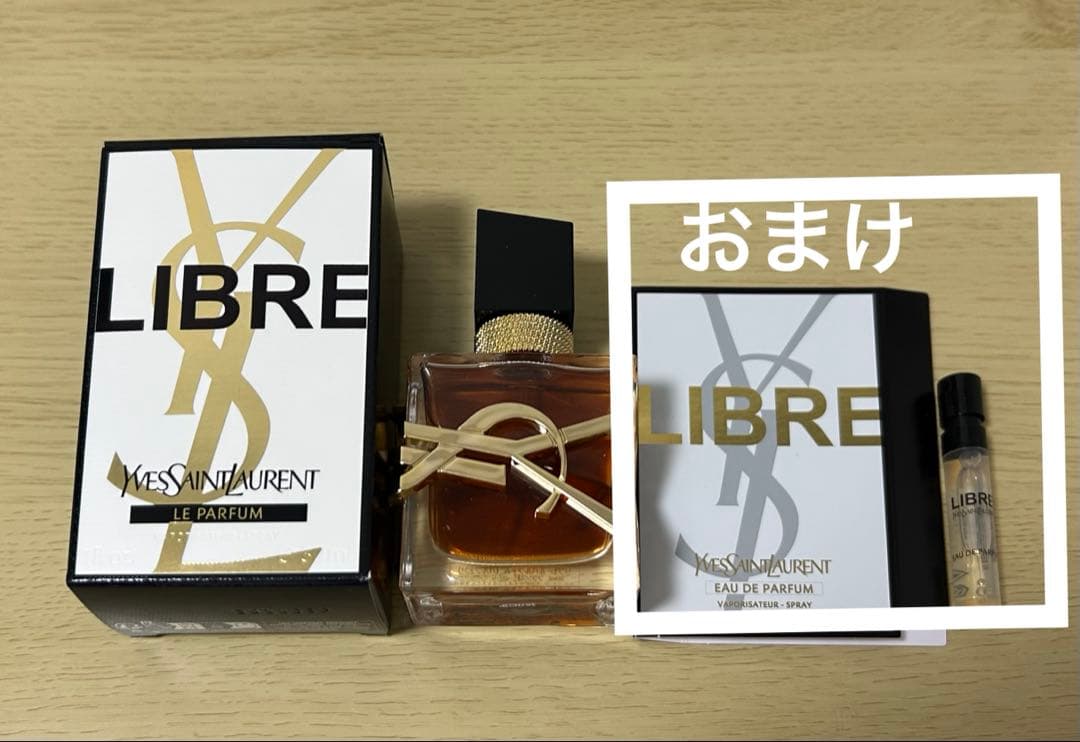 LIBRE
YVESSAINTLAURENT
LE PARFUM
おまけ
LIBRE
YVESSAINTLAURENT
EAU DE PARFUM
VAPORISATEUR - SPRAY
LIBRE
EAU DE PARFUM